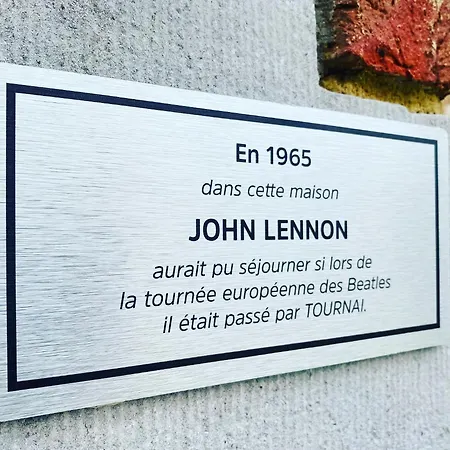 En 1965
dans cette maison
JOHN LENNON
aurait pu séjourner si lors de
la tournée européenne des Beatles
il était passé par TOURNAI.